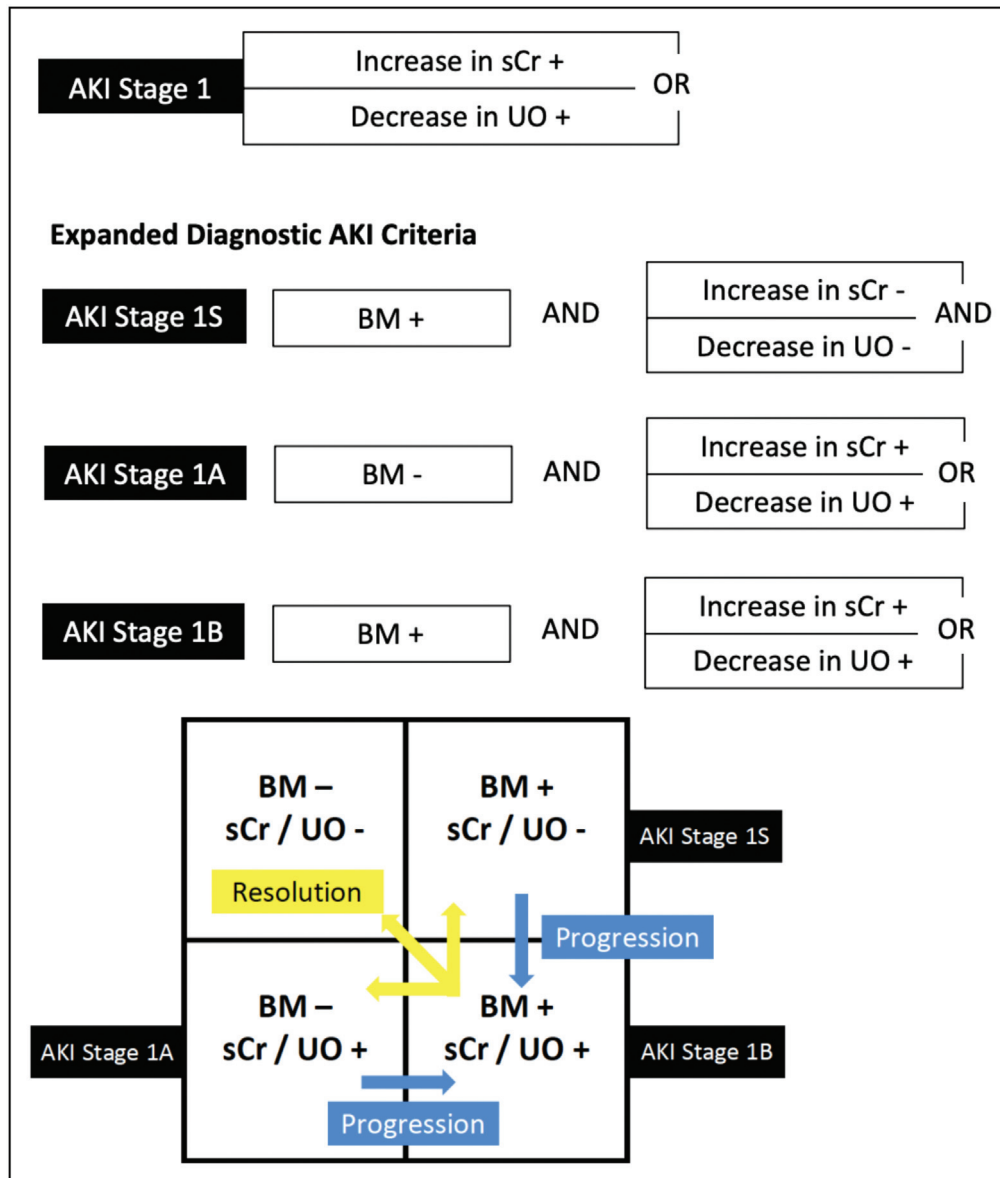 Increase in sCr +
AKI Stage 1
OR
Decrease in UO +
Expanded Diagnostic AKI Criteria
AKI Stage 1S
BM +
AND
Increase in sCr -
AND
Decrease in UO -
AKI Stage 1A
BM -
AND
Increase in sCr +
OR
Decrease in UO +
AKI Stage 1B
BM +
AND
Increase in sCr +
OR
Decrease in UO +
BM –
sCr / UO -
BM +
sCr / UO -
AKI Stage 1S
Resolution
Progression
AKI Stage 1A
BM –
sCr / UO +
BM +
sCr / UO +
AKI Stage 1B
Progression